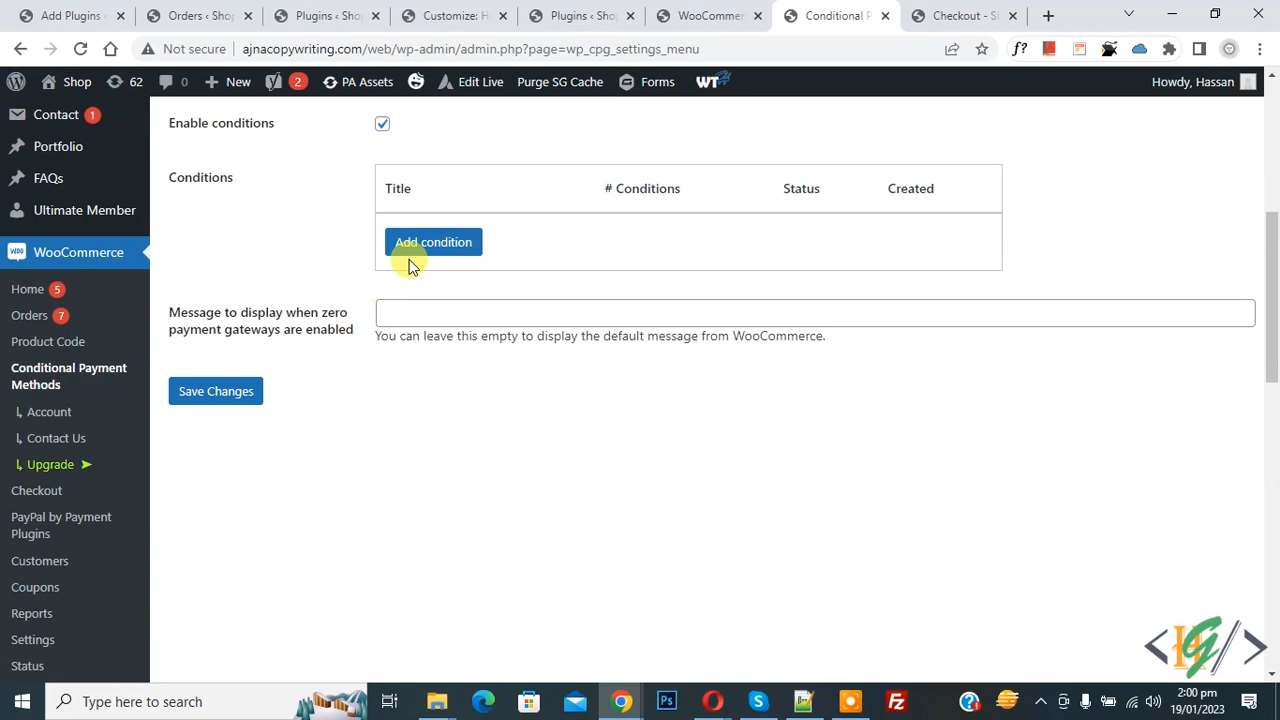 Add Plugins ‹
Orders ‹ Shop
Plugins ‹ Shop
Customize: H
Plugins ‹ Shop
WooCommer
Conditional P
Checkout - S
Not secure
ajnacopywriting.com/web/wp-admin/admin.php?page=wp_cpg_settings_menu
Shop
62
0
New
2
PA Assets
Edit Live
Purge SG Cache
Forms
WT
Howdy, Hassan
Contact 1
Portfolio
FAQs
Ultimate Member
WooCommerce
Home 5
Orders 7
Product Code
Conditional Payment
Methods
↳ Account
↳ Contact Us
↳ Upgrade ➤
Checkout
PayPal by Payment
Plugins
Customers
Coupons
Reports
Settings
Status
Enable conditions
Conditions
Title
# Conditions
Status
Created
Add condition
Message to display when zero
payment gateways are enabled
You can leave this empty to display the default message from WooCommerce.
Save Changes
<HG/>
Type here to search
2:00 pm
19/01/2023